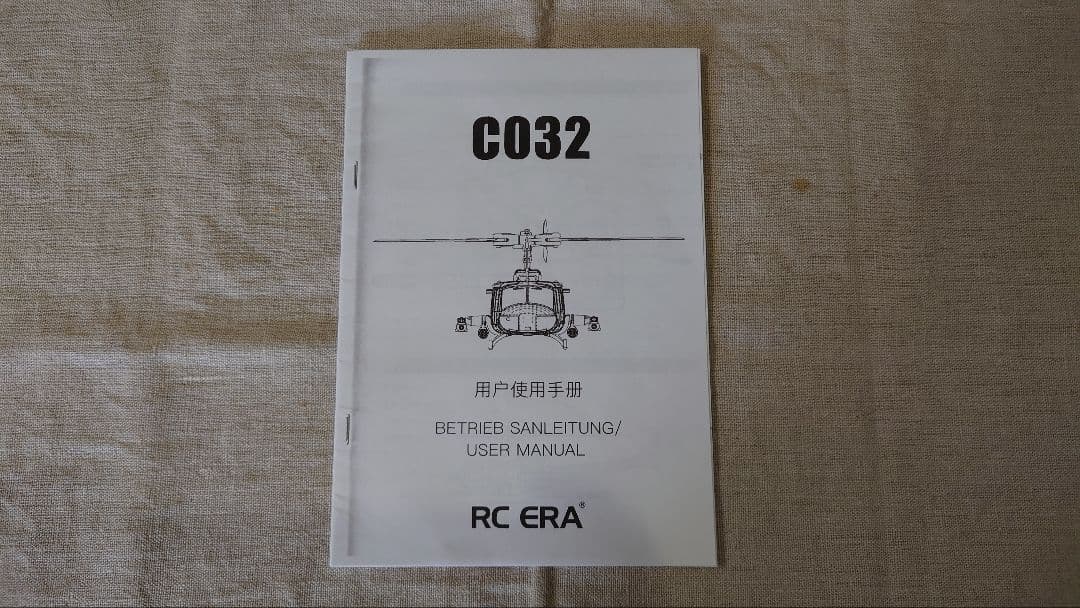 C032
用户使用手册
BETRIEB SANLEITUNG/
USER MANUAL
RC ERA®